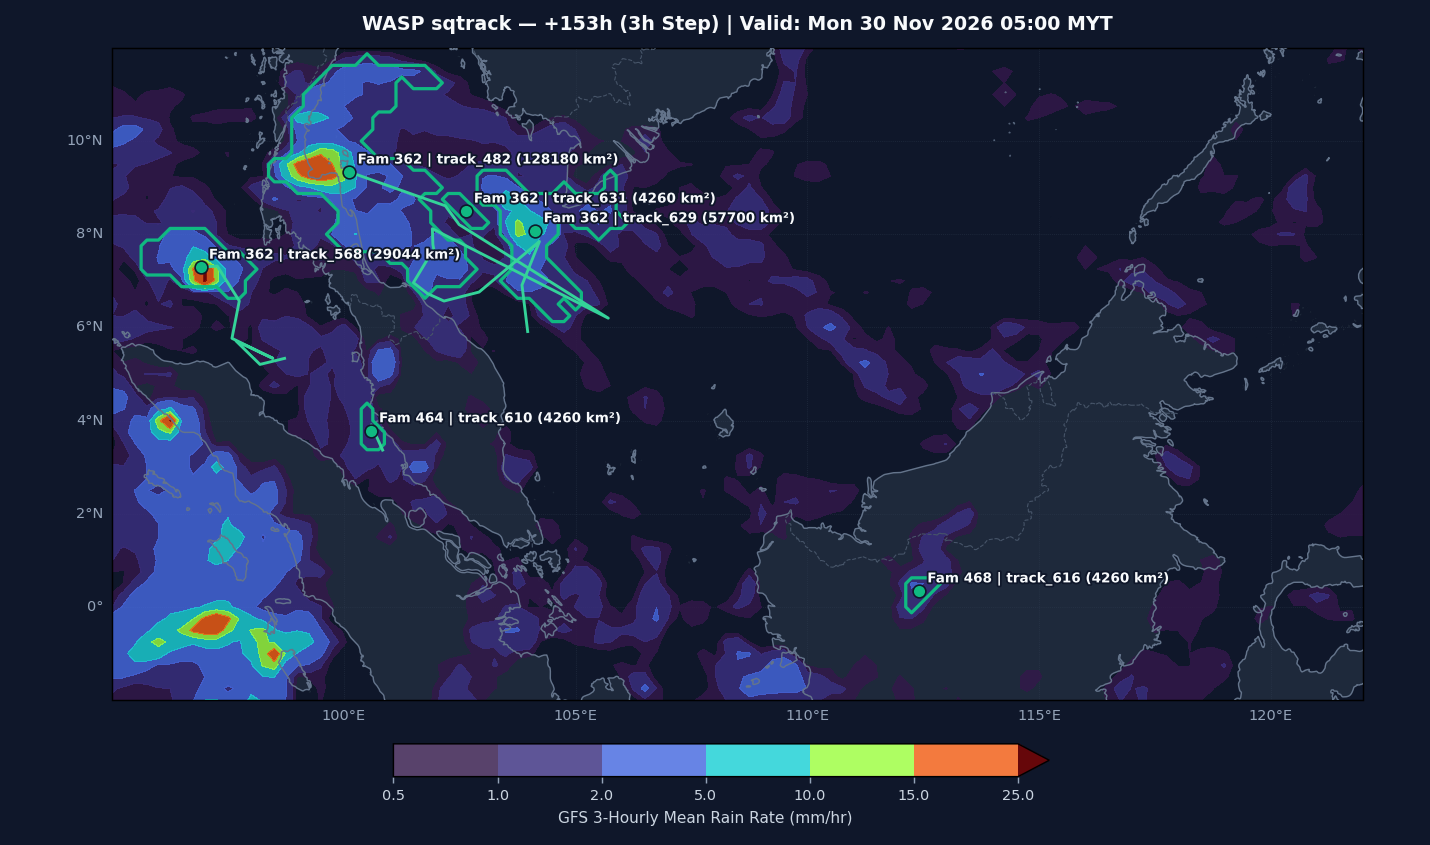 WASP sqtrack — +153h (3h Step) | Valid: Mon 30 Nov 2026 05:00 MYT
10°N
8°N
6°N
4°N
2°N
0°
Fam 362 | track_482 (128180 km²)
Fam 362 | track_631 (4260 km²)
Fam 362 | track_629 (57700 km²)
Fam 362 | track_568 (29044 km²)
Fam 464 | track_610 (4260 km²)
Fam 468 | track_616 (4260 km²)
100°E 105°E 110°E 115°E 120°E
0.5 1.0 2.0 5.0 10.0 15.0 25.0
GFS 3-Hourly Mean Rain Rate (mm/hr)